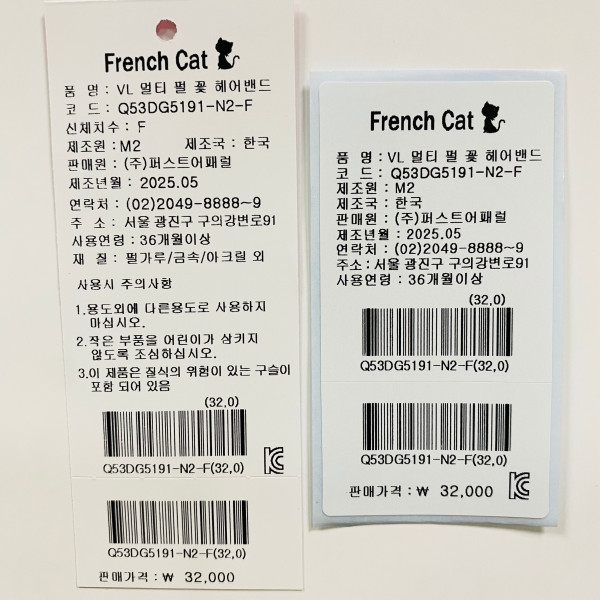 French Cat
품 명 : VL 멀티 펄 꽃 헤어밴드
코 드 : Q53DG5191-N2-F
신체치수 : F
제조원 : M2 제조국 : 한국
판매원 : (주)퍼스트어패럴
제조년월 : 2025.05
연락처 : (02)2049-8888~9
주 소 : 서울 광진구 구의강변로91
사용연령 : 36개월이상
재 질 : 펄가루/금속/아크릴 외
사용시 주의사항
1.용도외에 다른용도로 사용하지
마십시오.
2.작은 부품을 어린이가 삼키지
않도록 조심하십시오.
3.이 제품은 질식의 위험이 있는 구슬이
포함 되어 있음
(32,0)
Q53DG5191-N2-F(32,0)
Q53DG5191-N2-F(32,0)
판매가격 : ₩ 32,000
French Cat
품 명 : VL 멀티 펄 꽃 헤어밴드
코 드 : Q53DG5191-N2-F
제조원 : M2
제조국 : 한국
판매원 : (주)퍼스트어패럴
제조년월 : 2025.05
연락처 : (02)2049-8888~9
주소 : 서울 광진구 구의강변로91
사용연령 : 36개월이상
(32,0)
Q53DG5191-N2-F(32,0)
Q53DG5191-N2-F(32,0)
판매가격 : ₩ 32,000